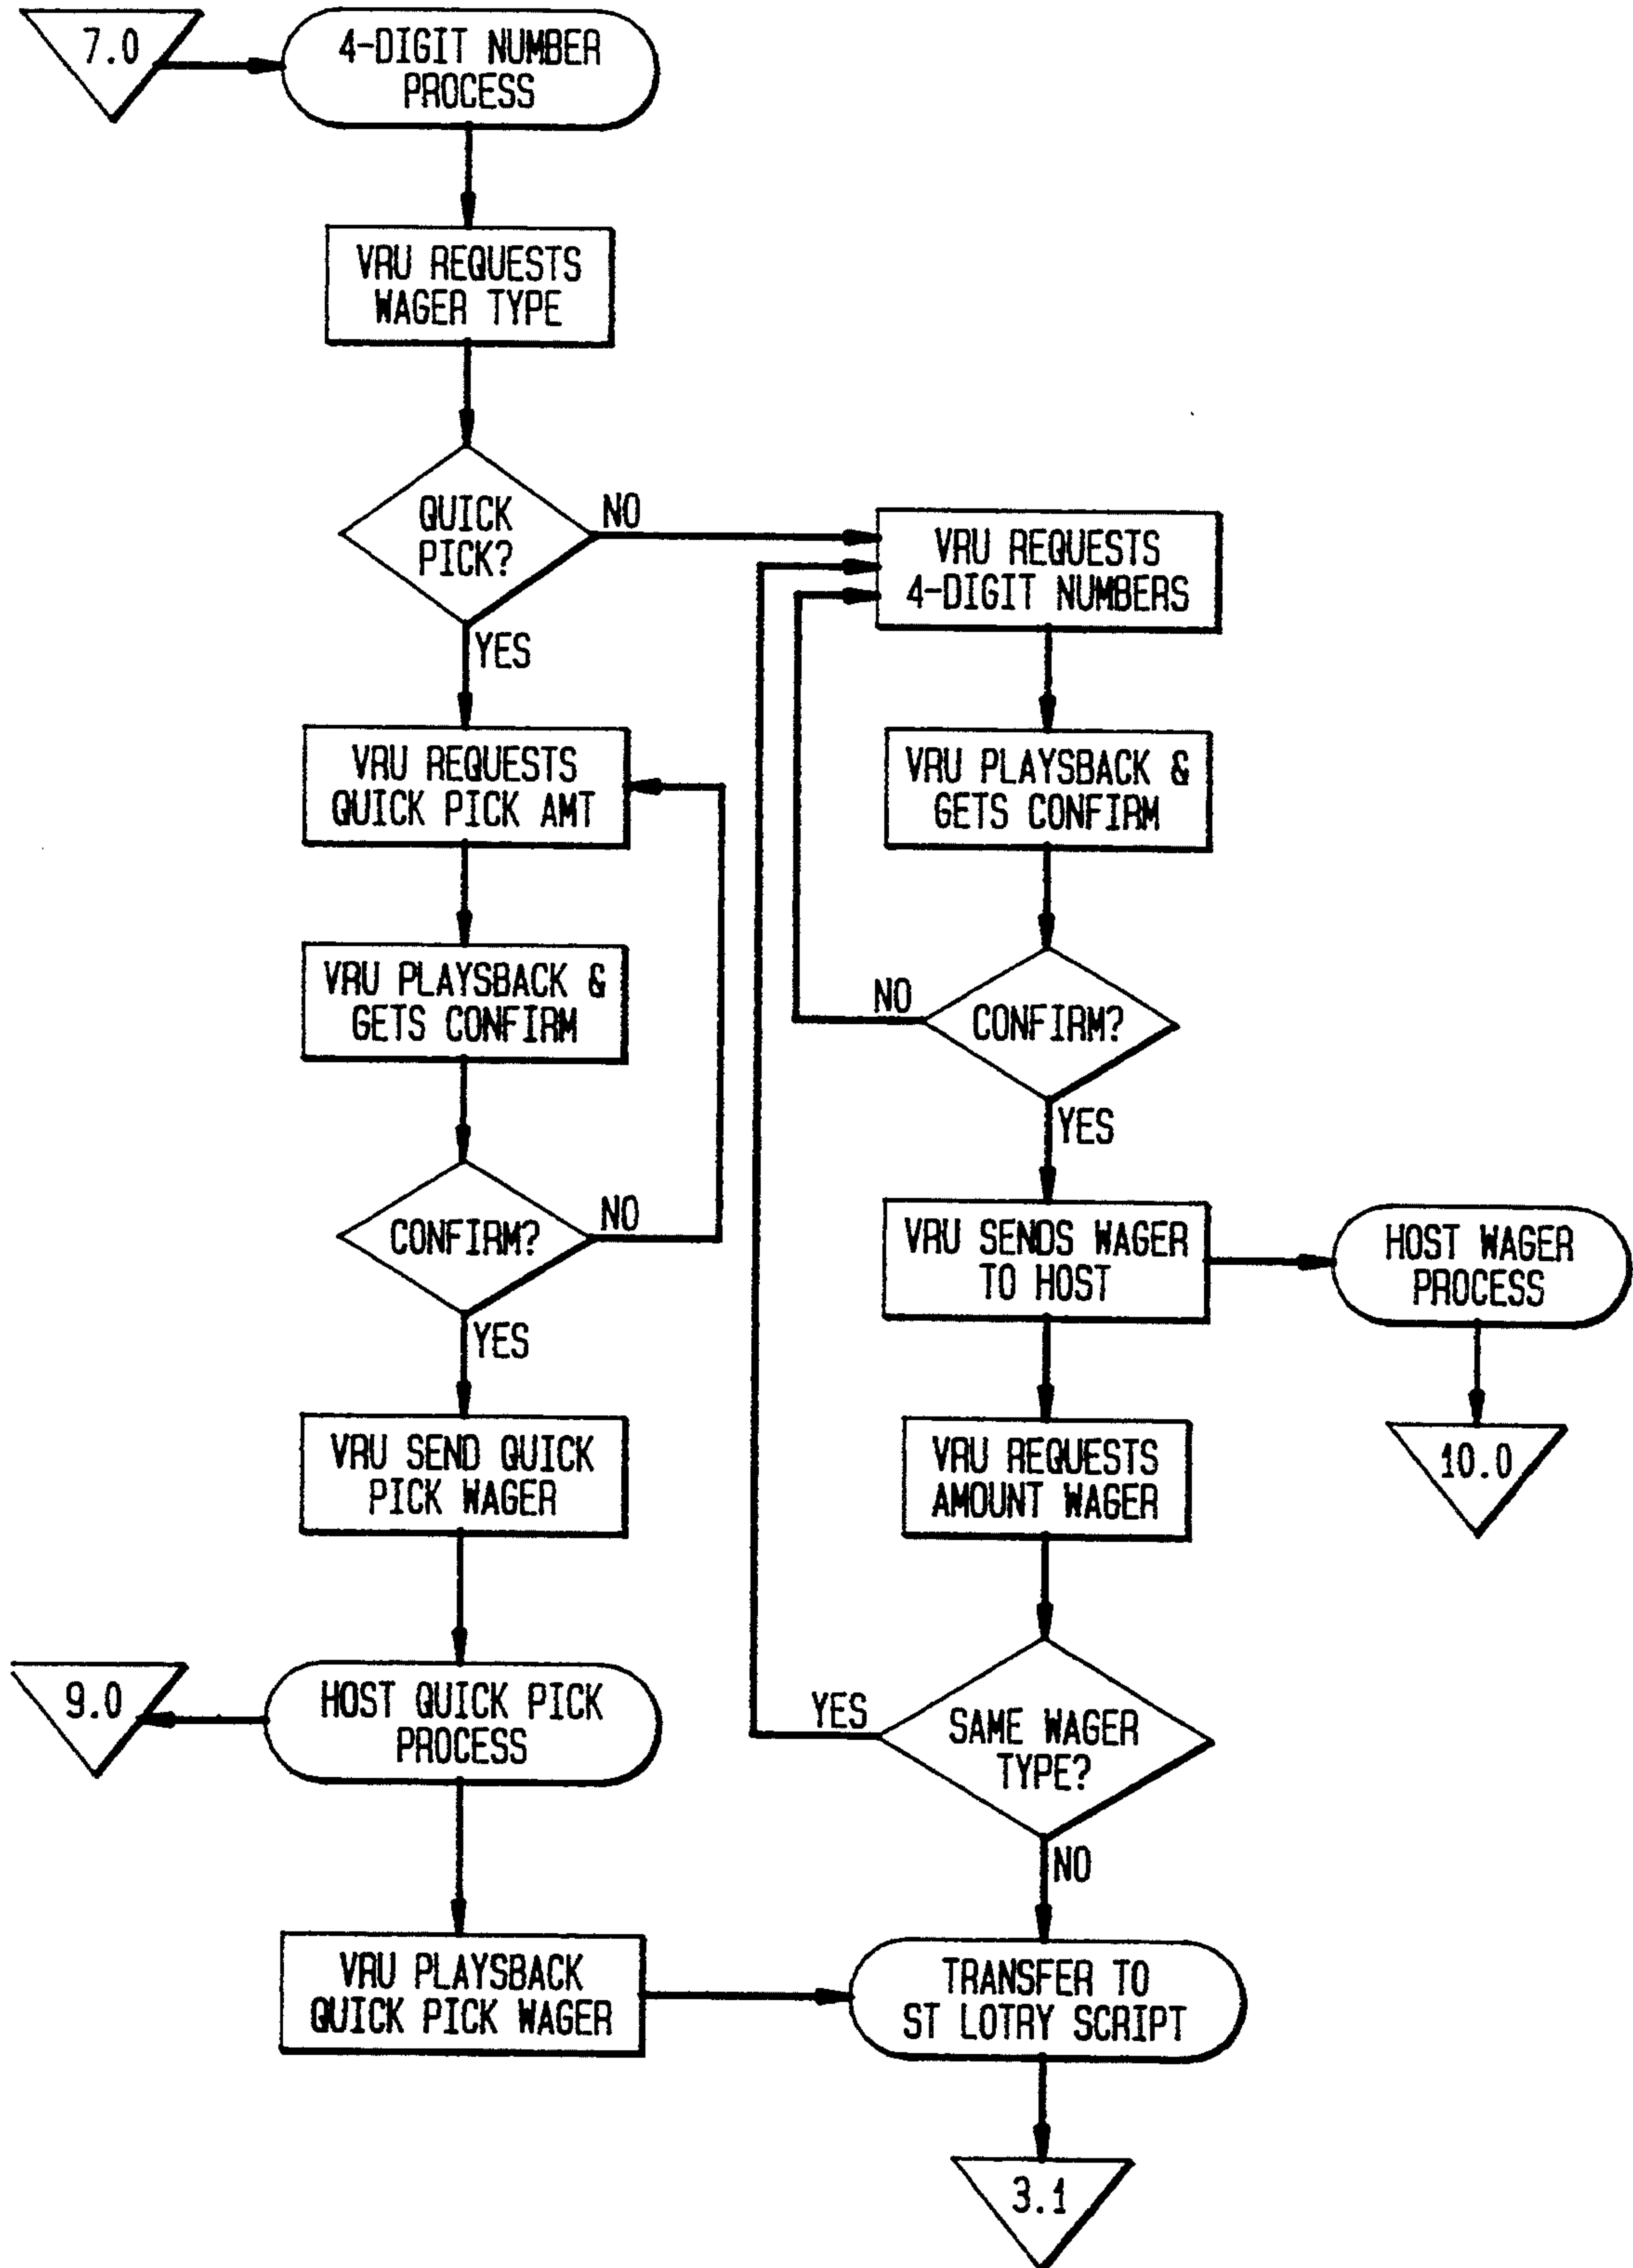 7.0
4-DIGIT NUMBER
PROCESS
VRU REQUESTS
WAGER TYPE
QUICK
PICK?
NO
YES
VRU REQUESTS
QUICK PICK AMT
VRU PLAYSBACK &
GETS CONFIRM
CONFIRM?
NO
YES
VRU SEND QUICK
PICK WAGER
9.0
HOST QUICK PICK
PROCESS
VRU PLAYSBACK
QUICK PICK WAGER
VRU REQUESTS
4-DIGIT NUMBERS
VRU PLAYSBACK &
GETS CONFIRM
NO
CONFIRM?
YES
VRU SENDS WAGER
TO HOST
HOST WAGER
PROCESS
10.0
VRU REQUESTS
AMOUNT WAGER
YES
SAME WAGER
TYPE?
NO
TRANSFER TO
ST LOTRY SCRIPT
3.1